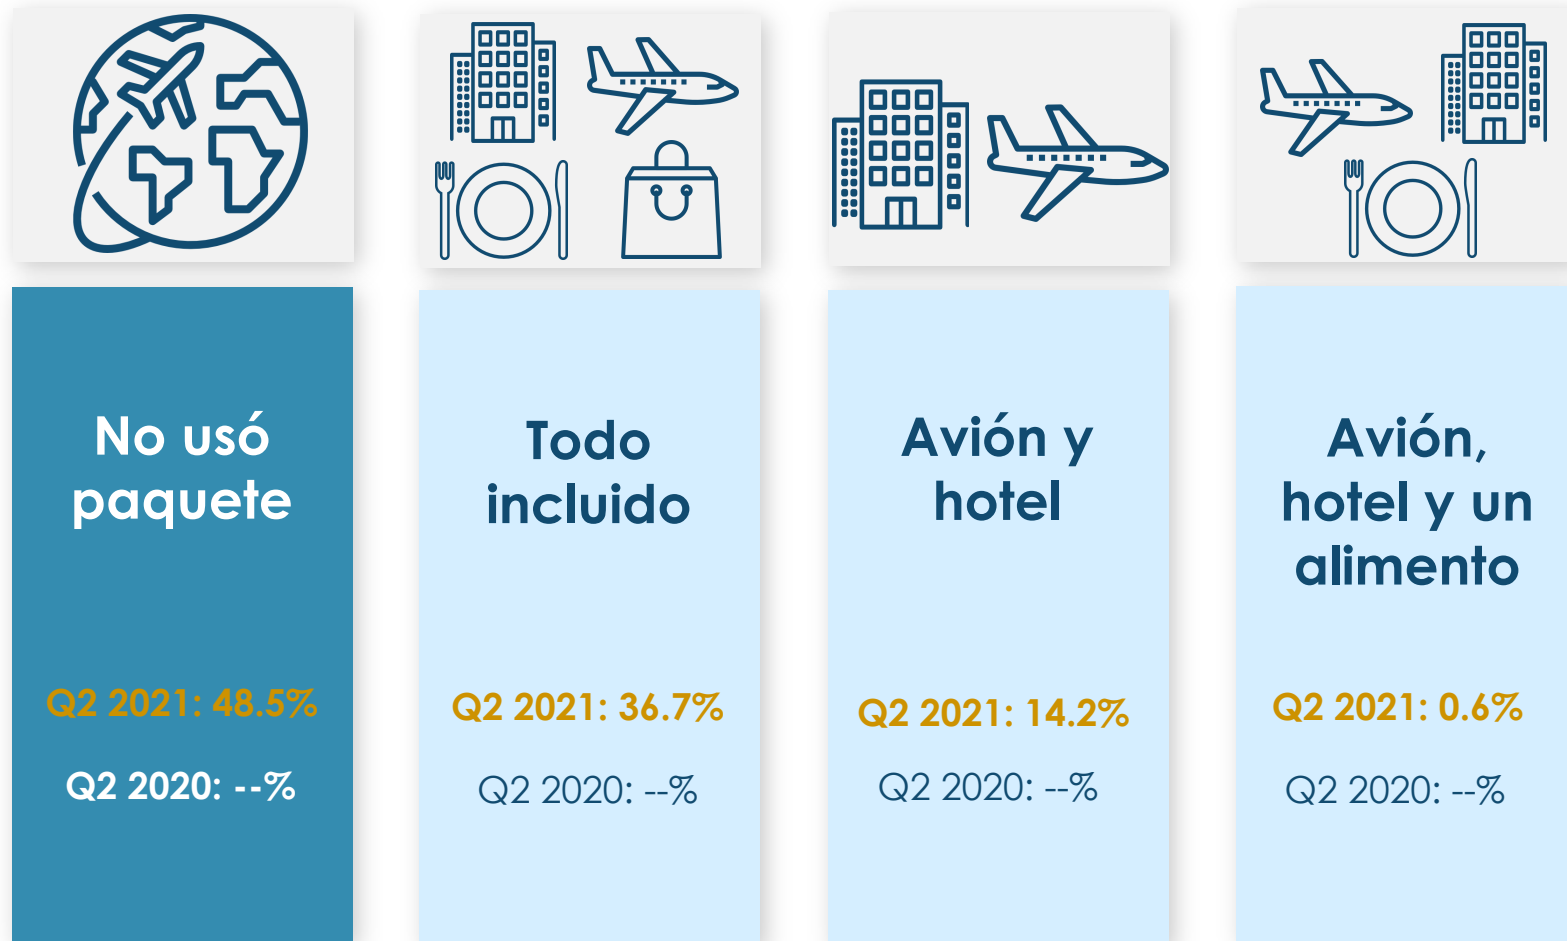 No usó
paquete
Q2 2021: 48.5%
Q2 2020: --%
Todo
incluido
Q2 2021: 36.7%
Q2 2020: --%
Avión y
hotel
Q2 2021: 14.2%
Q2 2020: --%
Avión,
hotel y un
alimento
Q2 2021: 0.6%
Q2 2020: --%